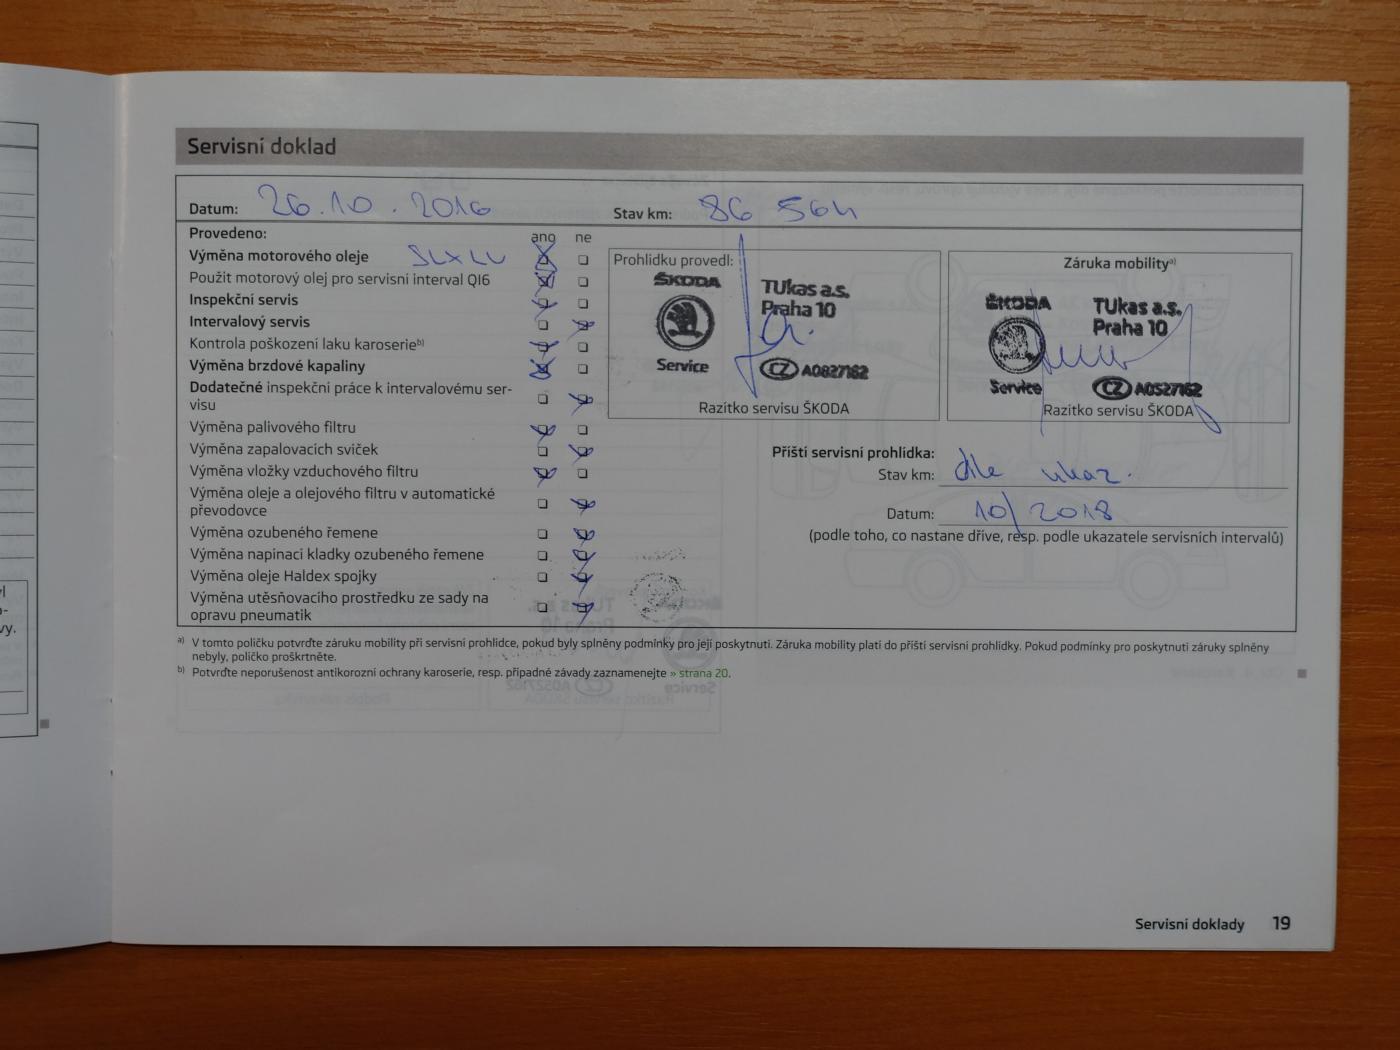 Servisní doklad
Datum: 26.10.2016 Stav km: 86 564
Provedeno: ano ne
Výměna motorového oleje
Použit motorový olej pro servisní interval QI6
Inspekční servis
Intervalový servis
Kontrola poškození laku karoserie b)
Výměna brzdové kapaliny
Dodatečné inspekční práce k intervalovému ser-
visu
Výměna palivového filtru
Výměna zapalovacích svíček
Výměna vložky vzduchového filtru
Výměna oleje a olejového filtru v automatické
převodovce
Výměna ozubeného řemene
Výměna napínací kladky ozubeného řemene
Výměna oleje Haldex spojky
Výměna utěsňovacího prostředku ze sady na
opravu pneumatik
Prohlídku provedl:
ŠKODA
Service
TUkas a.s.
Praha 10
CZ A0827162
Razítko servisu ŠKODA
Záruka mobility a)
ŠKODA
Service
TUkas a.s.
Praha 10
CZ A0527162
Razítko servisu ŠKODA
Příští servisní prohlídka:
Stav km: dle ukaz.
Datum: 10/2018
(podle toho, co nastane dříve, resp. podle ukazatele servisních intervalů)
a) V tomto políčku potvrďte záruku mobility při servisní prohlídce, pokud byly splněny podmínky pro její poskytnutí. Záruka mobility platí do příští servisní prohlídky. Pokud podmínky pro poskytnutí záruky splněny
nebyly, políčko proškrtněte.
b) Potvrďte neporušenost antikorozní ochrany karoserie, resp. případné závady zaznamenejte » strana 20.
Servisní doklady 19